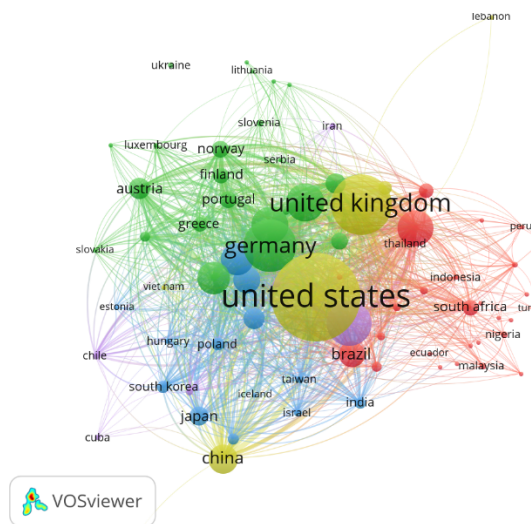 lebanon
ukraine
lithuania
slovenia
iran
luxembourg
norway
serbia
finland
austria
portugal
united kingdom
greece
peru
germany
thailand
slovakia
viet nam
indonesia
united states
estonia
south africa
tur
hungary
poland
nigeria
chile
brazil
ecuador
malaysia
south korea
taiwan
iceland
india
japan
israel
cuba
china
VOSviewer